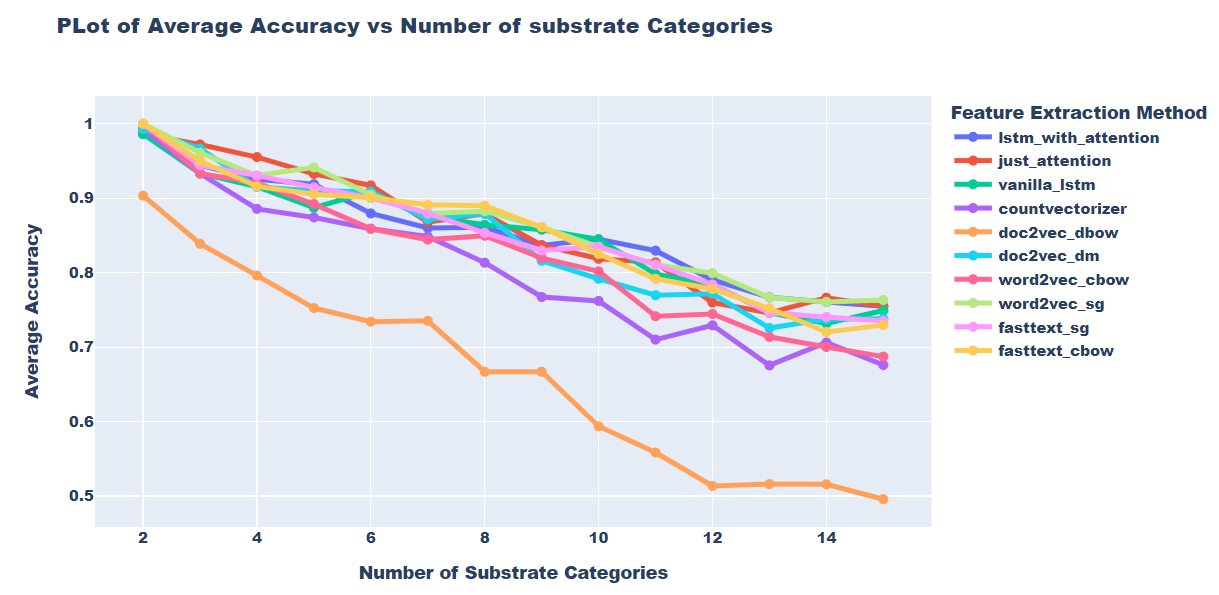 PLot of Average Accuracy vs Number of substrate Categories
Feature Extraction Method
lstm_with_attention
just_attention
vanilla_lstm
countvectorizer
doc2vec_dbow
doc2vec_dm
word2vec_cbow
word2vec_sg
fasttext_sg
fasttext_cbow
Average Accuracy
1
0.9
0.8
0.7
0.6
0.5
2 4 6 8 10 12 14
Number of Substrate Categories